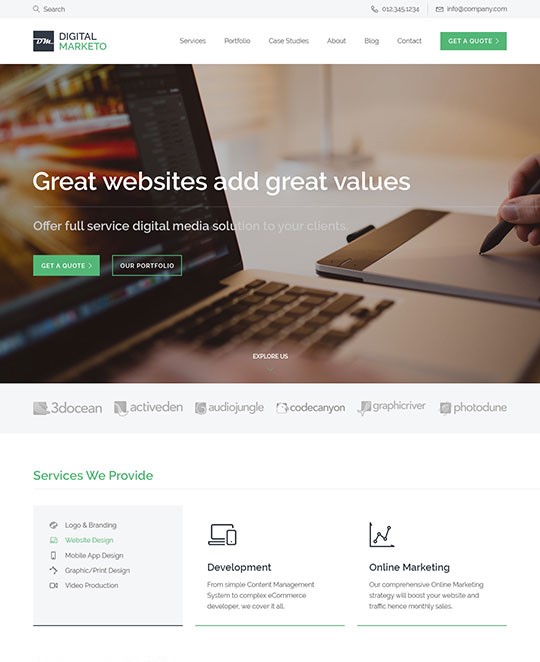 Search
012.345.1234
info@company.com
DM
DIGITAL
MARKETO
Services
Portfolio
Case Studies
About
Blog
Contact
GET A QUOTE
Great websites add great values
Offer full service digital media solution to your clients.
GET A QUOTE
OUR PORTFOLIO
EXPLORE US
3docean
activeden
audiojungle
codecanyon
graphicriver
photodune
Services We Provide
Logo & Branding
Website Design
Mobile App Design
Graphic/Print Design
Video Production
Development
From simple Content Management
System to complex eCommerce
developer, we cover it all.
Online Marketing
Our comprehensive Online Marketing
strategy will boost your website and
traffic hence monthly sales.